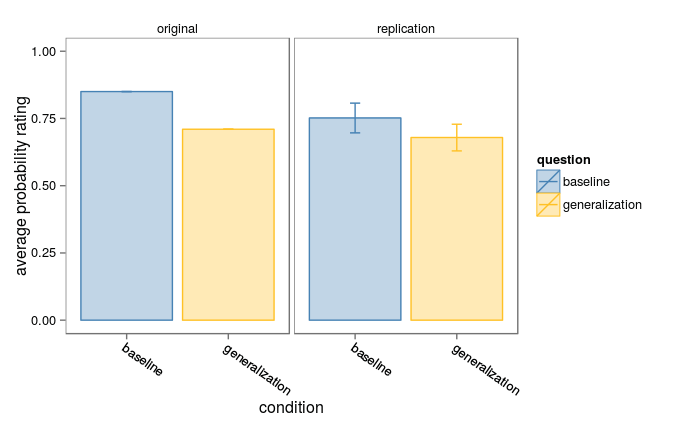 original
replication
1.00
0.75
0.50
0.25
0.00
average probability rating
baseline
generalization
baseline
generalization
condition
question
baseline
generalization